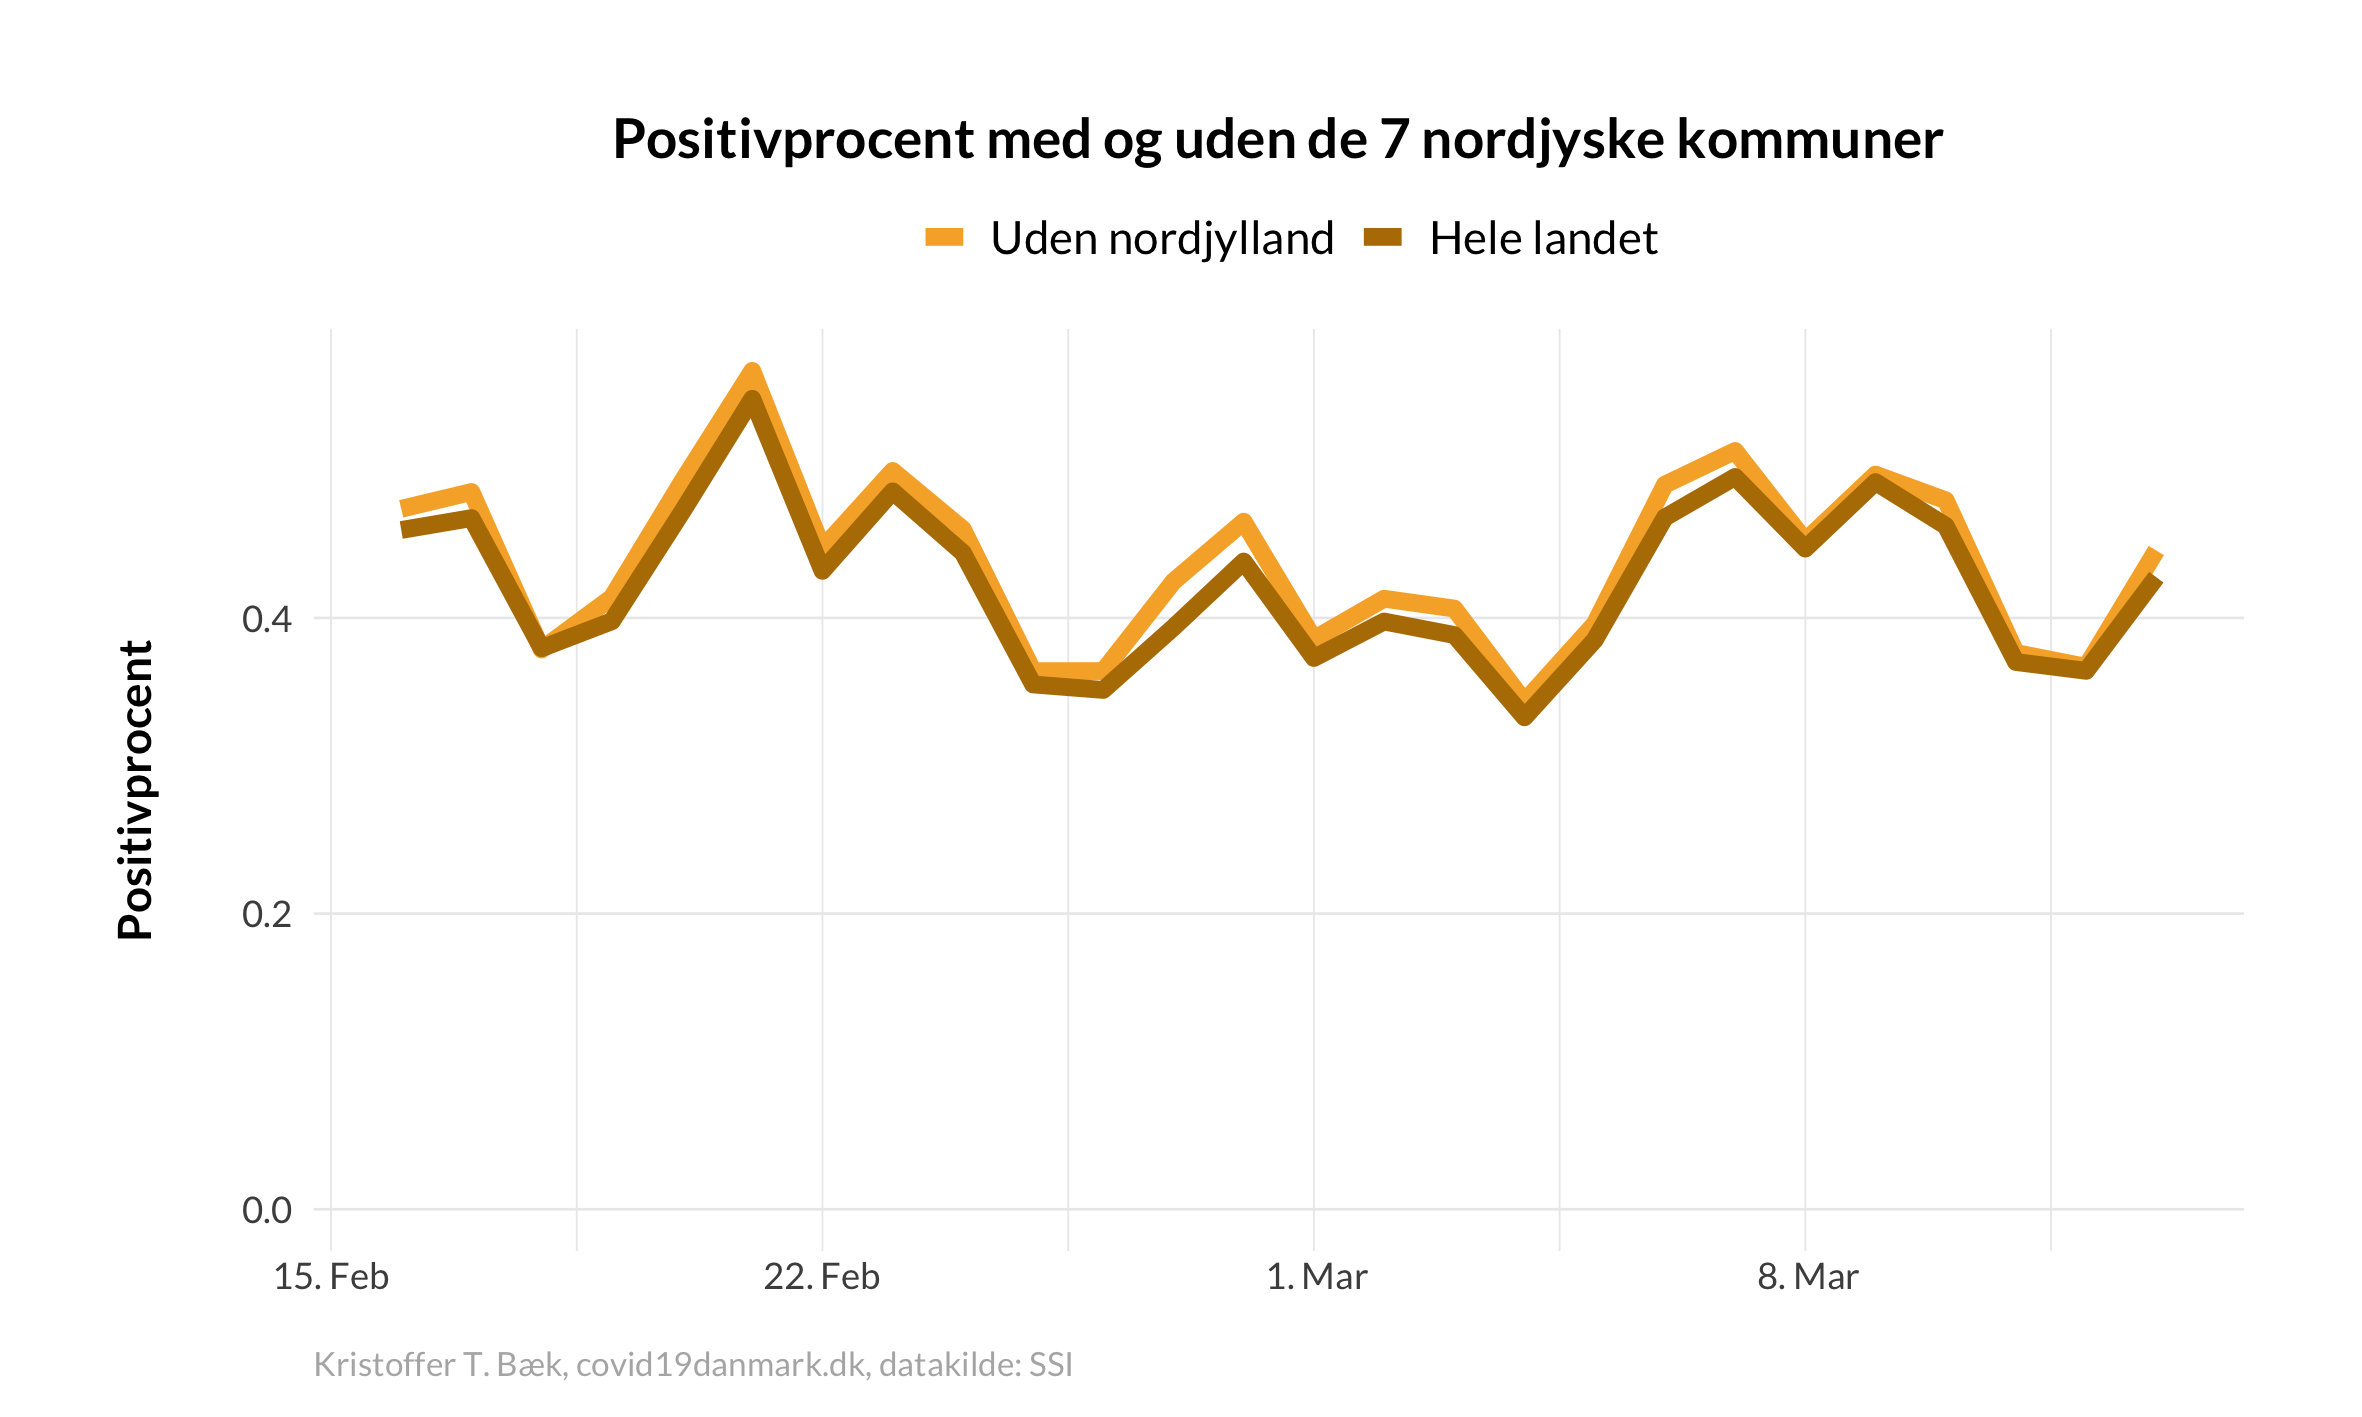 Positivprocent med og uden de 7 nordjyske kommuner
Uden nordjylland Hele landet
Positivprocent
0.4
0.2
0.0
15. Feb 22. Feb 1. Mar 8. Mar
Kristoffer T. Bæk, covid19danmark.dk, datakilde: SSI